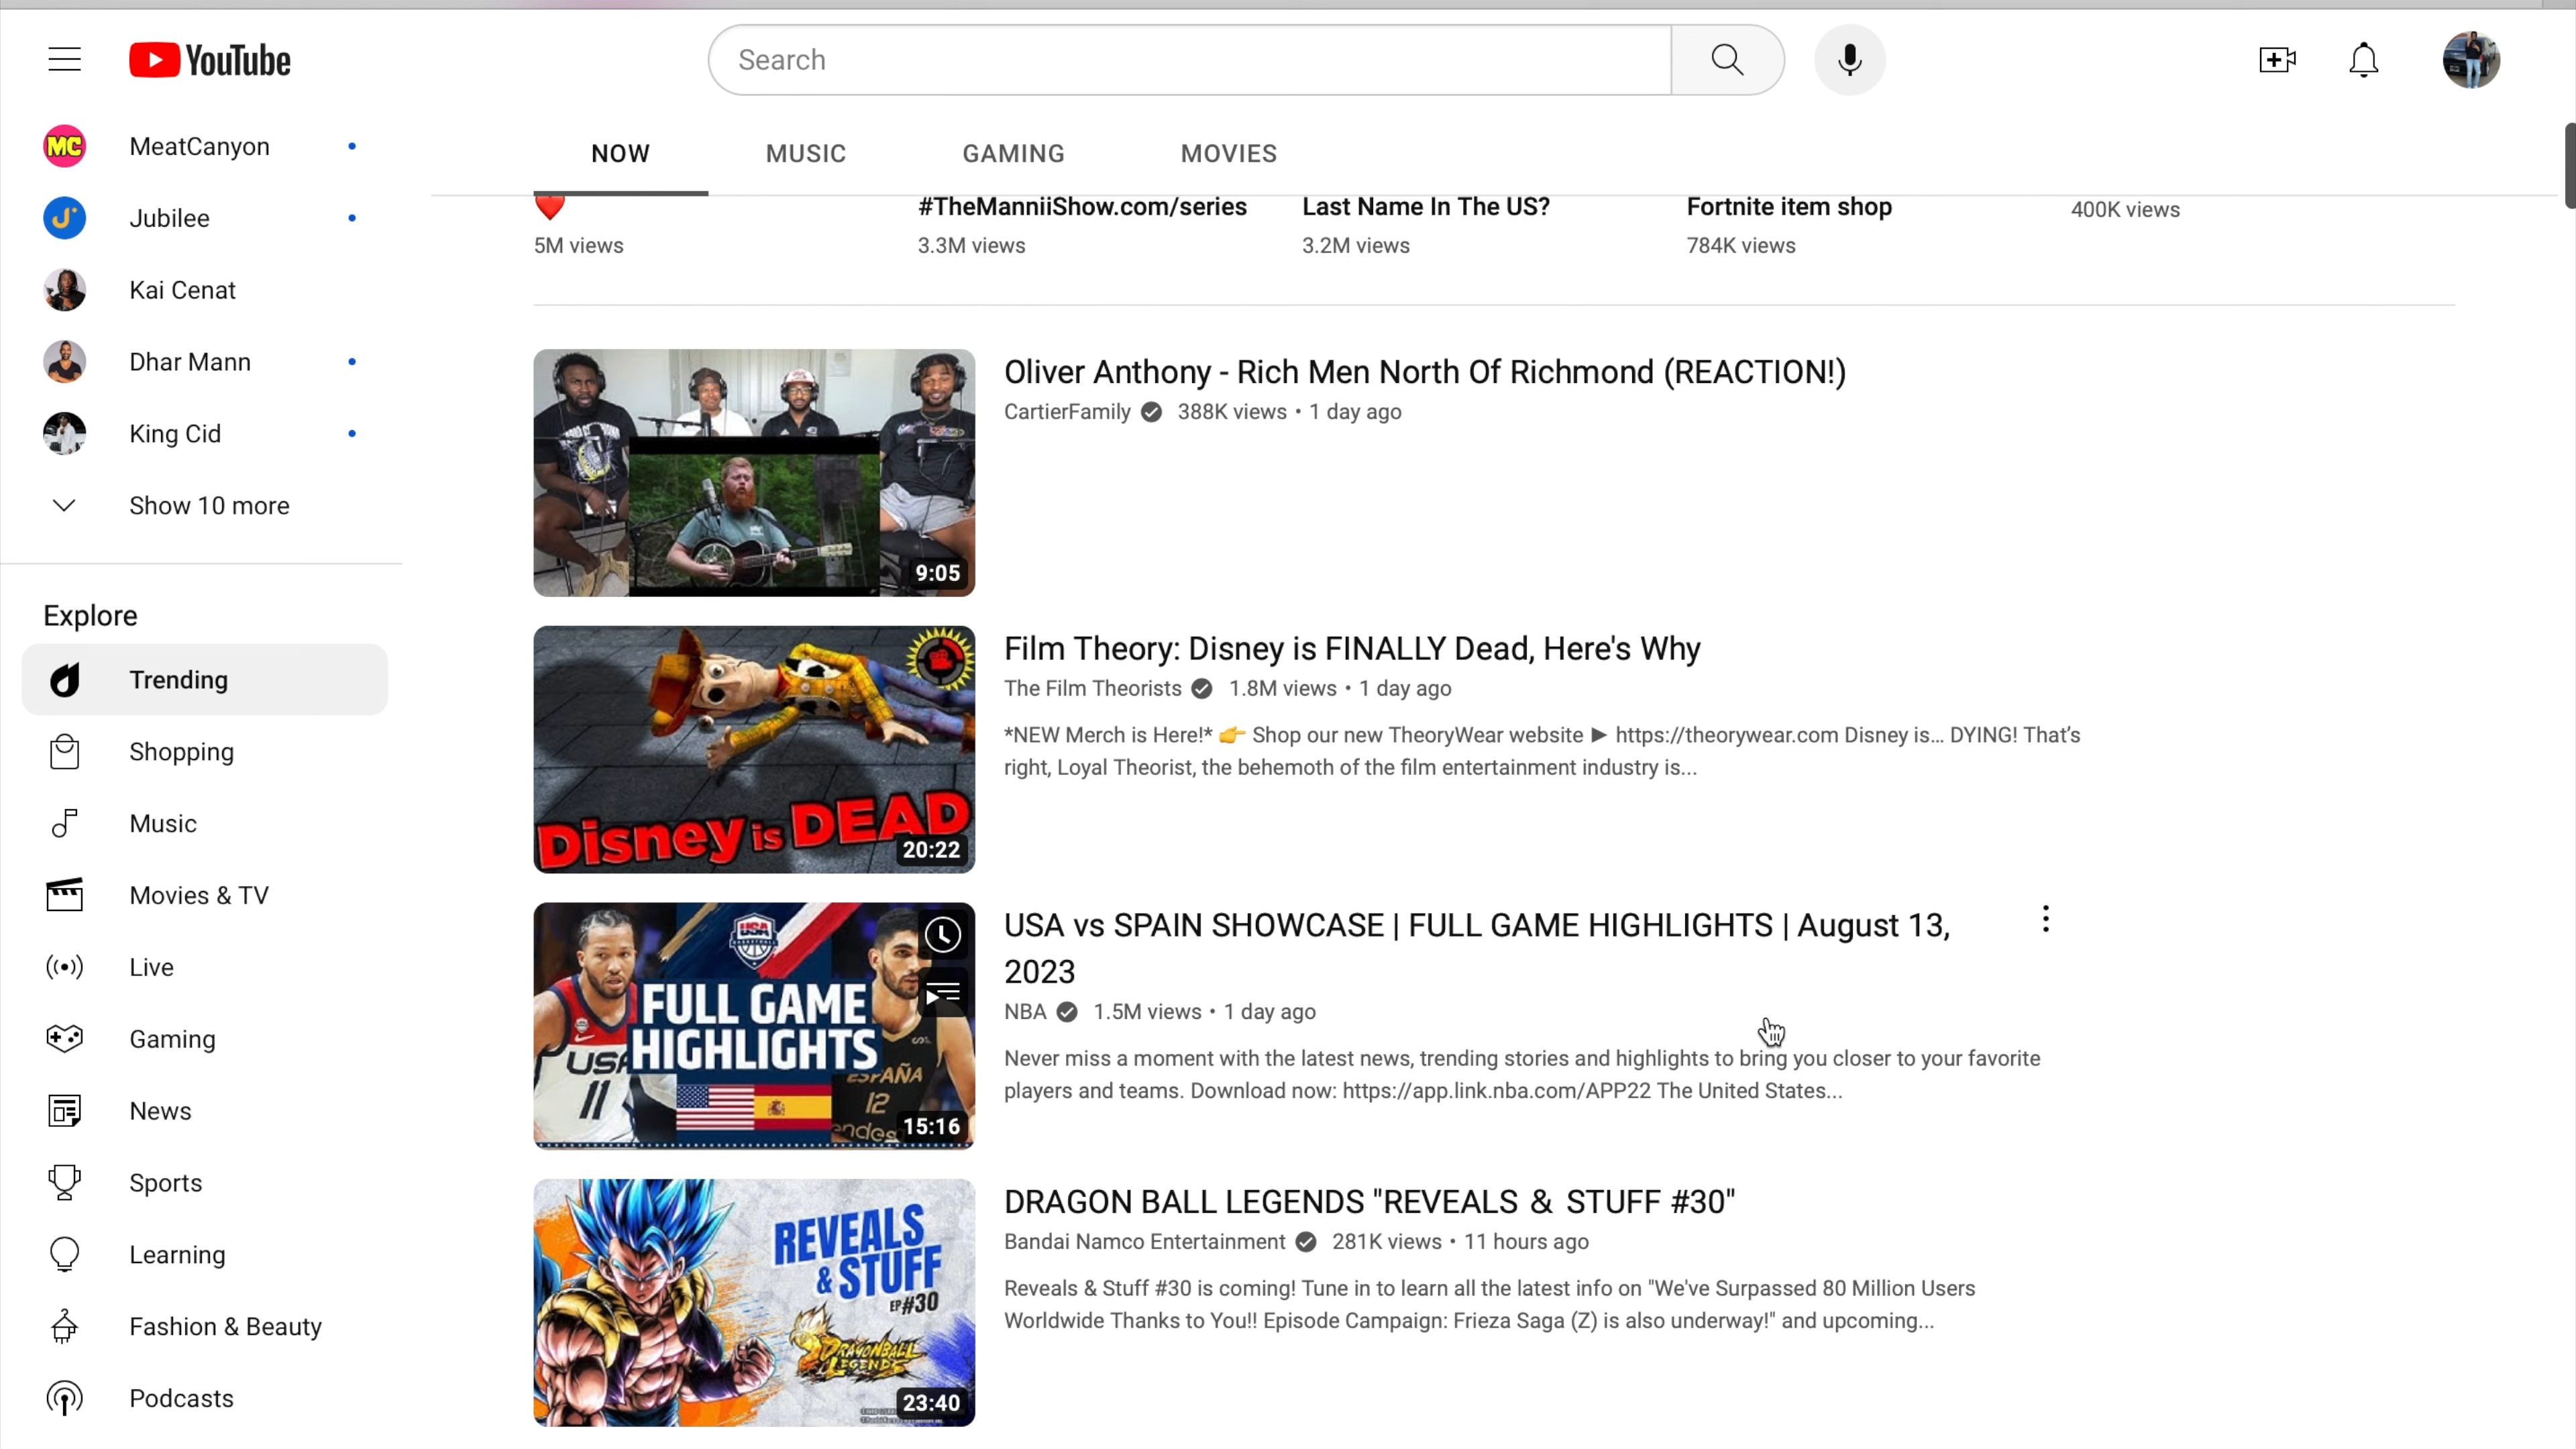 YouTube
Search
MC
MeatCanyon
Jubilee
Kai Cenat
Dhar Mann
King Cid
Show 10 more
Explore
Trending
Shopping
Music
Movies & TV
Live
Gaming
News
Sports
Learning
Fashion & Beauty
Podcasts
NOW
MUSIC
GAMING
MOVIES
❤️
5M views
#TheManniiShow.com/series
3.3M views
Last Name In The US?
3.2M views
Fortnite item shop
784K views
400K views
9:05
Oliver Anthony - Rich Men North Of Richmond (REACTION!)
CartierFamily 388K views • 1 day ago
Disney is DEAD
20:22
Film Theory: Disney is FINALLY Dead, Here's Why
The Film Theorists 1.8M views • 1 day ago
*NEW Merch is Here!* 👉 Shop our new TheoryWear website ► https://theorywear.com Disney is... DYING! That's
right, Loyal Theorist, the behemoth of the film entertainment industry is...
USA
FULL GAME
HIGHLIGHTS
USA
11
ESPAÑA
12
15:16
USA vs SPAIN SHOWCASE | FULL GAME HIGHLIGHTS | August 13,
2023
NBA 1.5M views • 1 day ago
Never miss a moment with the latest news, trending stories and highlights to bring you closer to your favorite
players and teams. Download now: https://app.link.nba.com/APP22 The United States...
REVEALS
& STUFF
EP#30
DRAGONBALL
LEGENDS
23:40
DRAGON BALL LEGENDS "REVEALS & STUFF #30"
Bandai Namco Entertainment 281K views • 11 hours ago
Reveals & Stuff #30 is coming! Tune in to learn all the latest info on "We've Surpassed 80 Million Users
Worldwide Thanks to You!! Episode Campaign: Frieza Saga (Z) is also underway!" and upcoming...